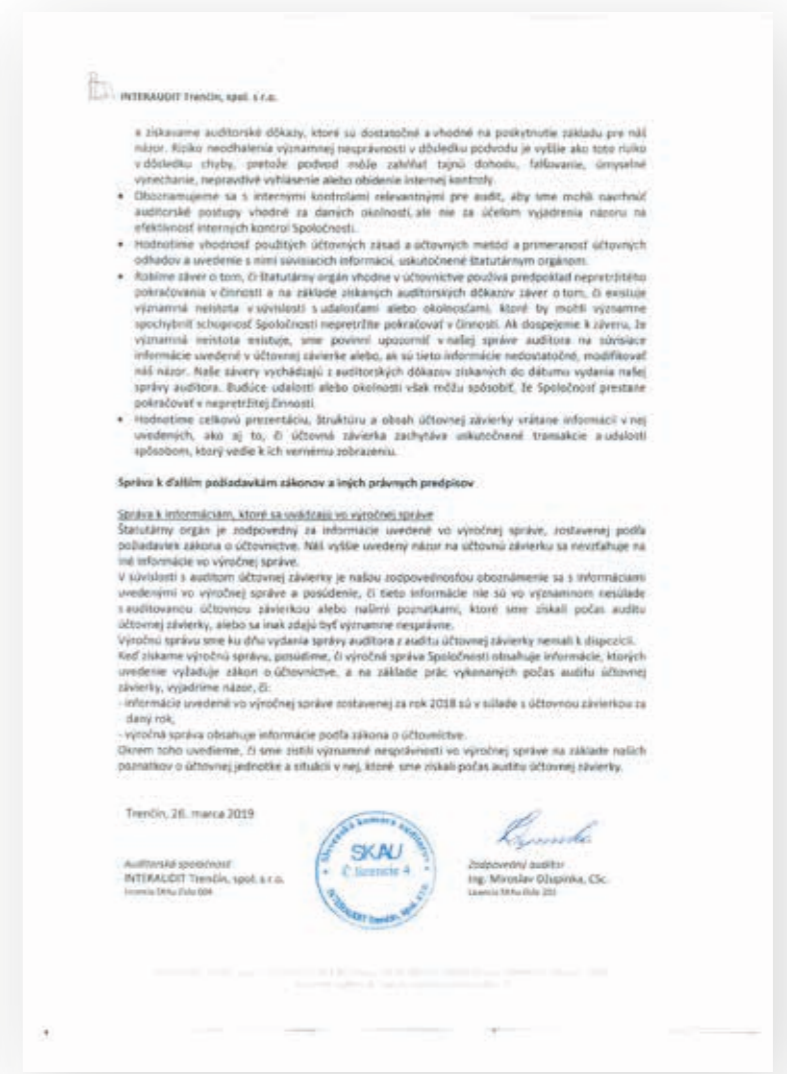 INTERAUDIT Trenčín, spol. s r.o.
a získavame auditorské dôkazy, ktoré sú dostatočné a vhodné na poskytnutie základu pre náš
názor. Riziko neodhalenia významnej nesprávnosti v dôsledku podvodu je vyššie ako toto riziko
v dôsledku chyby, pretože podvod môže zahŕňať tajnú dohodu, falšovanie, úmyselné
vynechanie, nepravdivé vyhlásenie alebo obídenie internej kontroly.
• Oboznamujeme sa s internými kontrolami relevantnými pre audit, aby sme mohli navrhnúť
audítorské postupy vhodné za daných okolností, ale nie za účelom vyjadrenia názoru na
efektívnosť interných kontrol Spoločnosti.
• Hodnotíme vhodnosť použitých účtovných zásad a účtovných metód a primeranosť účtovných
odhadov a uvedenie s nimi súvisiacich informácií, uskutočnené štatutárnym orgánom.
• Robíme záver o tom, či štatutárny orgán vhodne v účtovníctve používa predpoklad nepretržitého
pokračovania v činnosti a na základe získaných audítorských dôkazov záver o tom, či existuje
významná neistota v súvislosti s udalosťami alebo okolnosťami, ktoré by mohli významne
spochybniť schopnosť Spoločnosti nepretržite pokračovať v činnosti. Ak dospejeme k záveru, že
významná neistota existuje, sme povinní upozorniť v našej správe audítora na súvisiace
informácie uvedené v účtovnej závierke alebo, ak sú tieto informácie nedostatočné, modifikovať
náš názor. Naše závery vychádzajú z audítorských dôkazov získaných do dátumu vydania našej
správy audítora. Budúce udalosti alebo okolnosti však môžu spôsobiť, že Spoločnosť prestane
pokračovať v nepretržitej činnosti.
• Hodnotíme celkovú prezentáciu, štruktúru a obsah účtovnej závierky vrátane informácií v nej
uvedených, ako aj to, či účtovná závierka zachytáva uskutočnené transakcie a udalosti
spôsobom, ktorý vedie k ich vernému zobrazeniu.
Správa k ďalším požiadavkám zákonov a iných právnych predpisov
Správa k informáciám, ktoré sa uvádzajú vo výročnej správe
Štatutárny orgán je zodpovedný za informácie uvedené vo výročnej správe, zostavenej podľa
požiadaviek zákona o účtovníctve. Náš vyššie uvedený názor na účtovnú závierku sa nevzťahuje na
iné informácie vo výročnej správe.
V súvislosti s auditom účtovnej závierky je našou zodpovednosťou oboznámenie sa s informáciami
uvedenými vo výročnej správe a posúdenie, či tieto informácie nie sú vo významnom nesúlade
s auditovanou účtovnou závierkou alebo našimi poznatkami, ktoré sme získali počas auditu
účtovnej závierky, alebo sa inak zdajú byť významne nesprávne.
Výročnú správu sme ku dňu vydania správy audítora z auditu účtovnej závierky nemali k dispozícii.
Keď získame výročnú správu, posúdime, či výročná správa Spoločnosti obsahuje informácie, ktorých
uvedenie vyžaduje zákon o účtovníctve, a na základe prác vykonaných počas auditu účtovnej
závierky, vyjadríme názor, či:
- informácie uvedené vo výročnej správe zostavenej za rok 2018 sú v súlade s účtovnou závierkou za
daný rok,
- výročná správa obsahuje informácie podľa zákona o účtovníctve.
Okrem toho uvedieme, či sme zistili významné nesprávnosti vo výročnej správe na základe našich
poznatkov o účtovnej jednotke a situácii v nej, ktoré sme získali počas auditu účtovnej závierky.
Trenčín, 26. marca 2019
Slovenská komora audítorov
SKAU
Č. licencie 4
INTERAUDIT Trenčín, spol. s r.o.
Audítorská spoločnosť
INTERAUDIT Trenčín, spol. s r.o.
Licencia SKAU číslo 004
Zodpovedný audítor
Ing. Miroslav Džupinka, CSc.
Licencia SKAU číslo